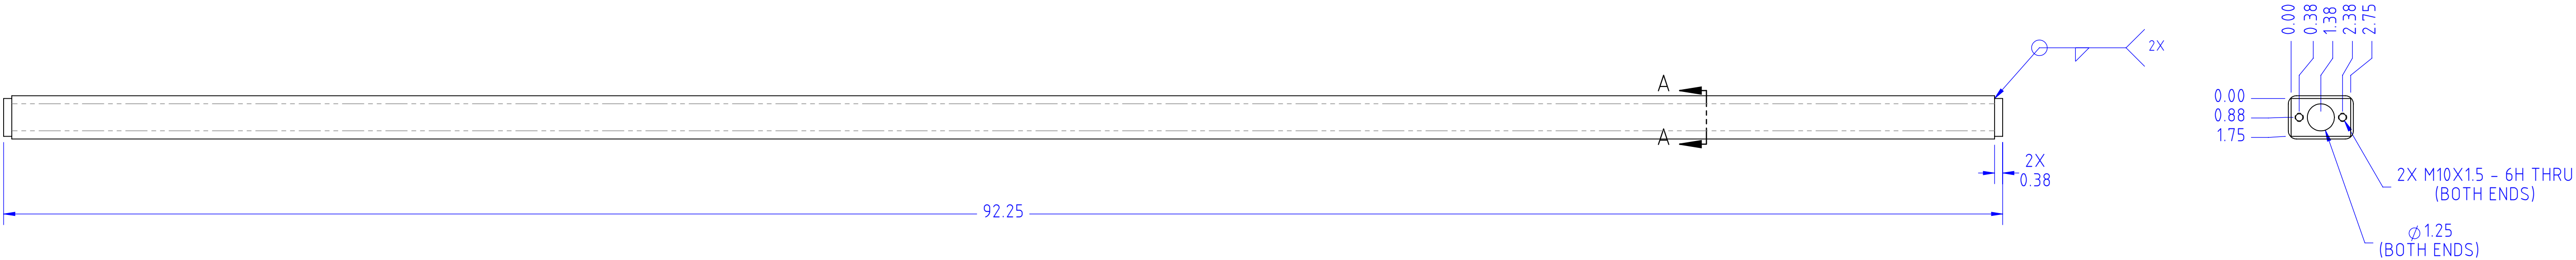 0.00
0.38
1.38
2.38
2.75
2X
A
A
0.00
0.88
1.75
2X
0.38
92.25
2X M10X1.5 - 6H THRU
(BOTH ENDS)
∅1.25
(BOTH ENDS)